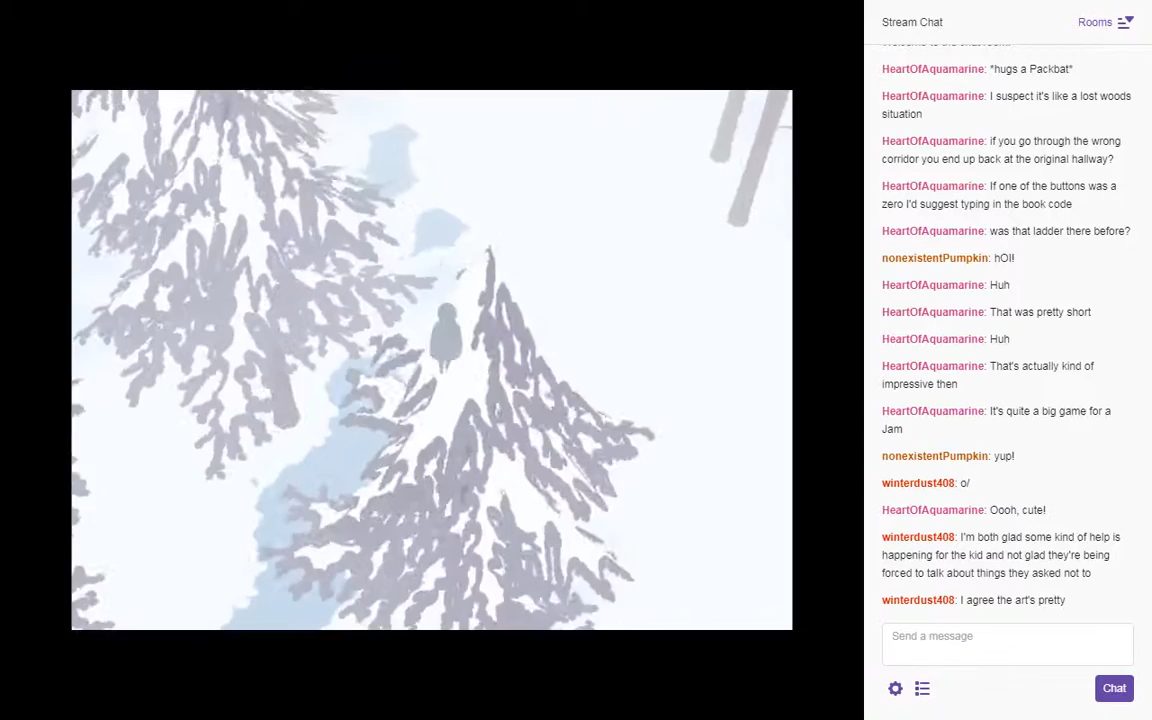 Stream Chat
Rooms
HeartOfAquamarine: *hugs a Packbat*
HeartOfAquamarine: I suspect it's like a lost woods
situation
HeartOfAquamarine: if you go through the wrong
corridor you end up back at the original hallway?
HeartOfAquamarine: If one of the buttons was a
zero I'd suggest typing in the book code
HeartOfAquamarine: was that ladder there before?
nonexistentPumpkin: hOI!
HeartOfAquamarine: Huh
HeartOfAquamarine: That was pretty short
HeartOfAquamarine: Huh
HeartOfAquamarine: That's actually kind of
impressive then
HeartOfAquamarine: It's quite a big game for a
Jam
nonexistentPumpkin: yup!
winterdust408: o/
HeartOfAquamarine: Oooh, cute!
winterdust408: I'm both glad some kind of help is
happening for the kid and not glad they're being
forced to talk about things they asked not to
winterdust408: I agree the art's pretty
Send a message
Chat